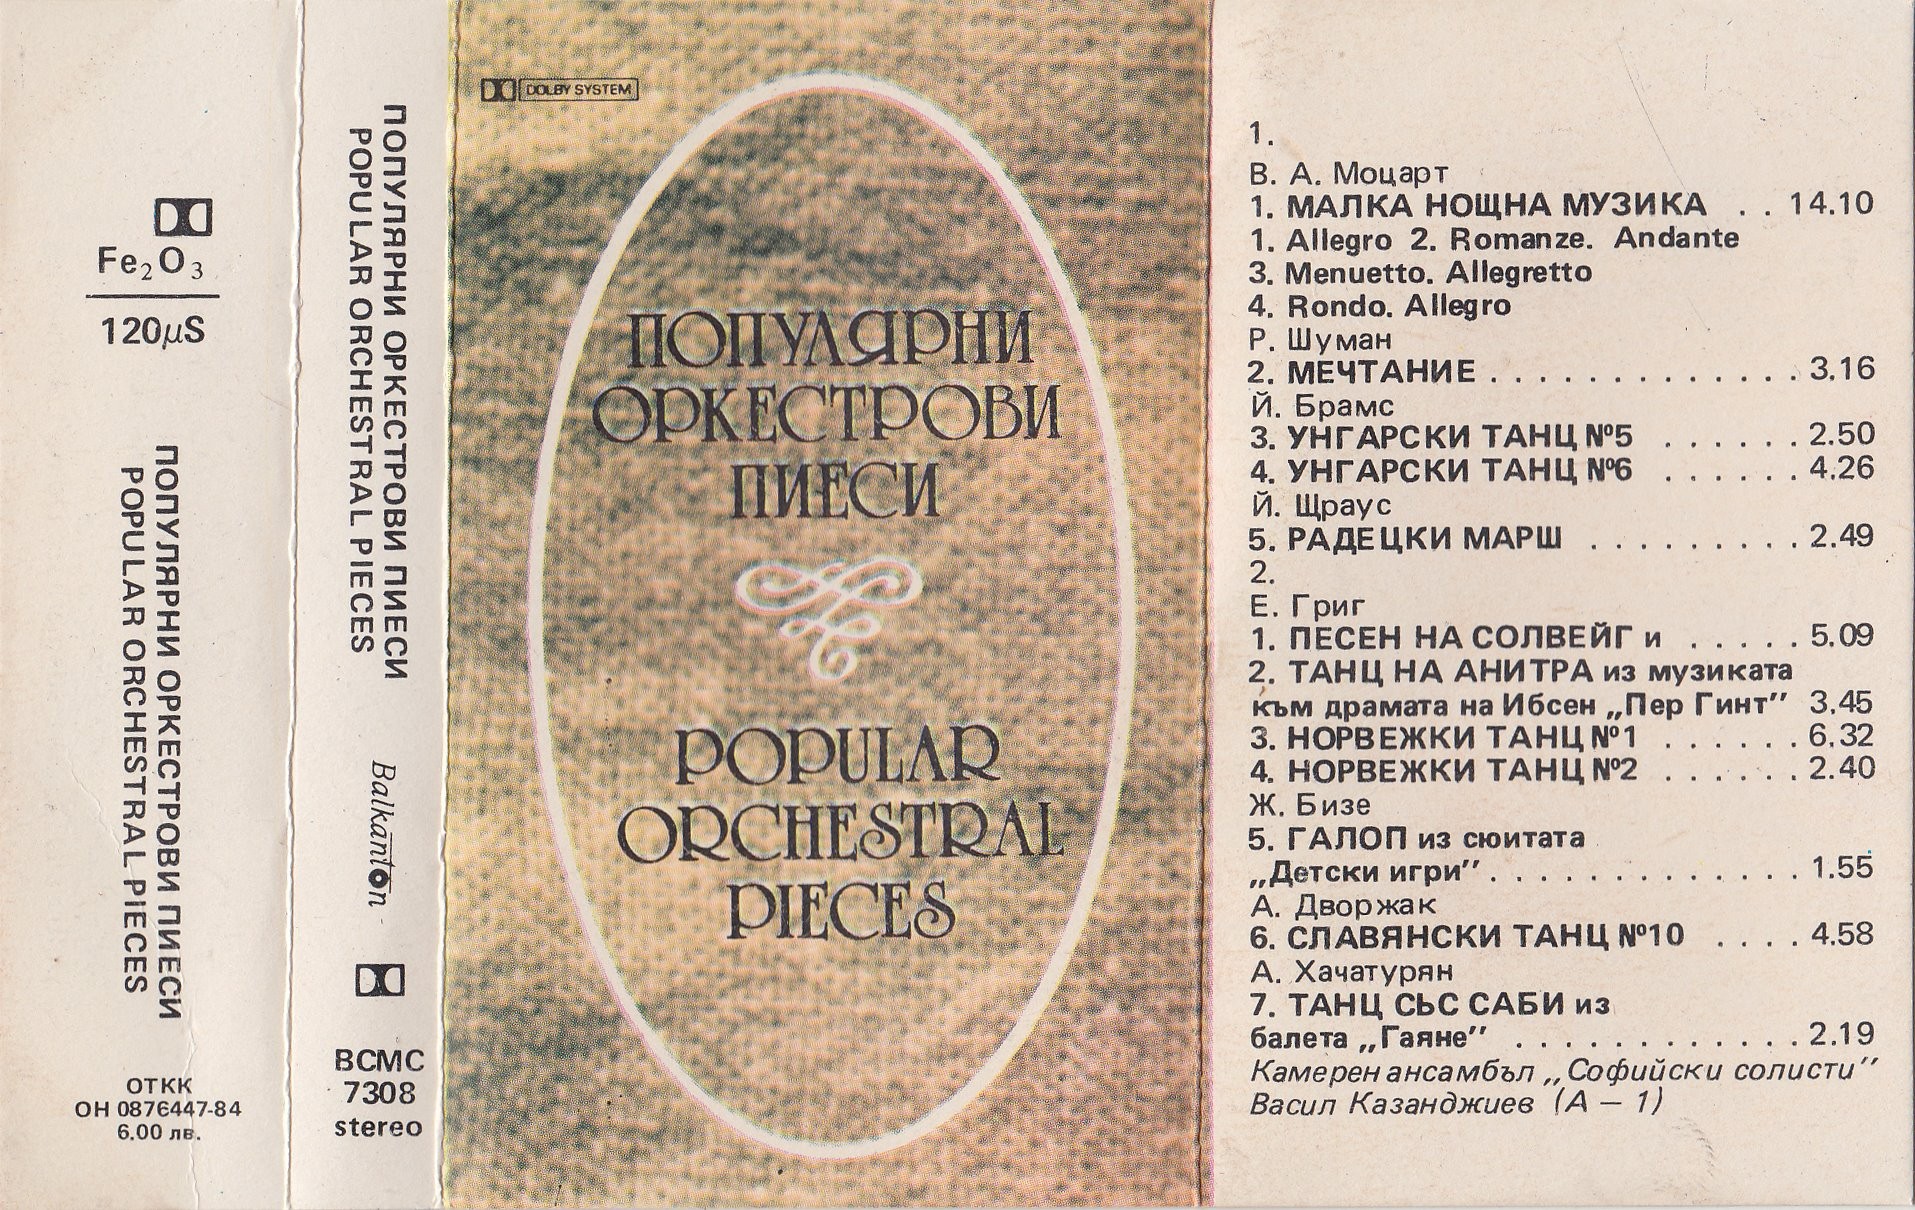 Fe₂O₃
120µS
ПОПУЛЯРНИ ОРКЕСТРОВИ ПИЕСИ
POPULAR ORCHESTRAL PIECES
ОТКК
ОН 0876447-84
6.00 лв.
ПОПУЛЯРНИ ОРКЕСТРОВИ ПИЕСИ
POPULAR ORCHESTRAL PIECES
Balkanton
BCMC
7308
stereo
DOLBY SYSTEM
ПОПУЛЯРНИ
ОРКЕСТРОВИ
ПИЕСИ
POPULAR
ORCHESTRAL
PIECES
1.
В. А. Моцарт
1. МАЛКА НОЩНА МУЗИКА . . 14.10
1. Allegro 2. Romanze. Andante
3. Menuetto. Allegretto
4. Rondo. Allegro
Р. Шуман
2. МЕЧТАНИЕ . . . . . . . . . . . . . 3.16
Й. Брамс
3. УНГАРСКИ ТАНЦ №5 . . . . . . 2.50
4. УНГАРСКИ ТАНЦ №6 . . . . . . 4.26
Й. Щраус
5. РАДЕЦКИ МАРШ . . . . . . . . . 2.49
2.
Е. Григ
1. ПЕСЕН НА СОЛВЕЙГ и . . . . . 5.09
2. ТАНЦ НА АНИТРА из музиката
към драмата на Ибсен „Пер Гинт” 3.45
3. НОРВЕЖКИ ТАНЦ №1 . . . . . . 6.32
4. НОРВЕЖКИ ТАНЦ №2 . . . . . . 2.40
Ж. Бизе
5. ГАЛОП из сюитата
„Детски игри” . . . . . . . . . . . . . 1.55
А. Дворжак
6. СЛАВЯНСКИ ТАНЦ №10 . . . . 4.58
А. Хачатурян
7. ТАНЦ СЬС САБИ из
балета „Гаяне” . . . . . . . . . . . . 2.19
Камерен ансамбъл „Софийски солисти”
Васил Казанджиев (А — 1)